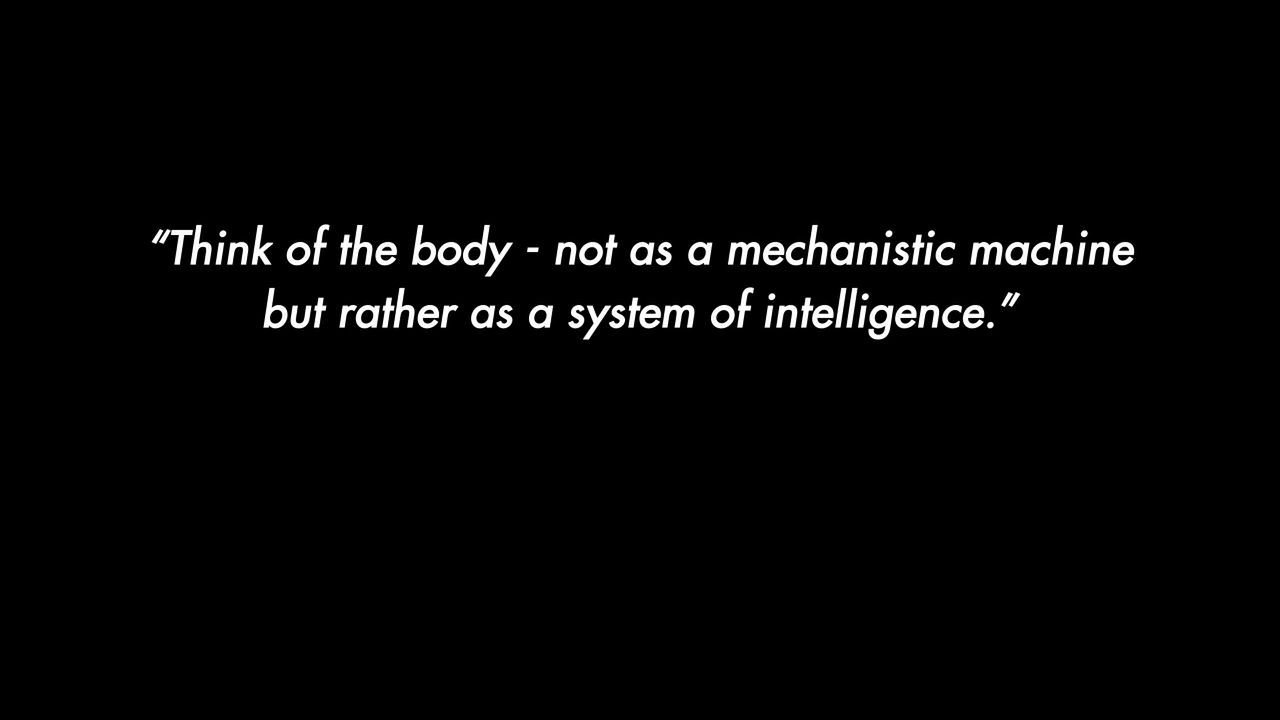 “Think of the body - not as a mechanistic machine
but rather as a system of intelligence.”